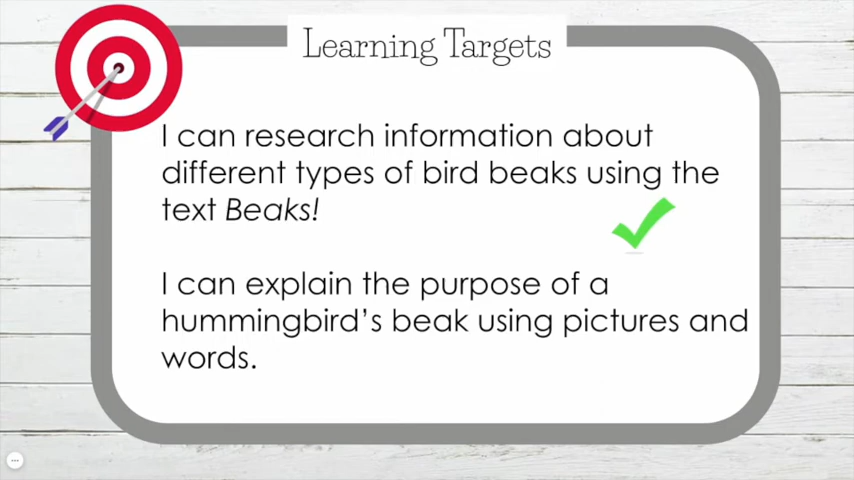 Learning Targets
I can research information about
different types of bird beaks using the
text Beaks!
I can explain the purpose of a
hummingbird's beak using pictures and
words.